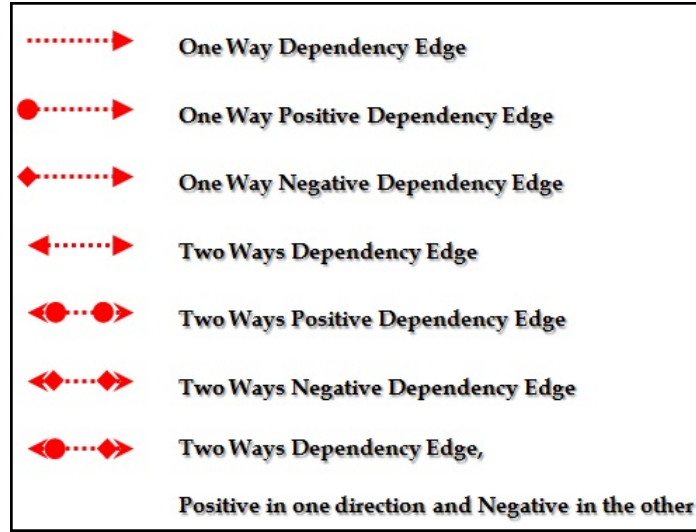 One Way Dependency Edge
One Way Positive Dependency Edge
One Way Negative Dependency Edge
Two Ways Dependency Edge
Two Ways Positive Dependency Edge
Two Ways Negative Dependency Edge
Two Ways Dependency Edge,
Positive in one direction and Negative in the other